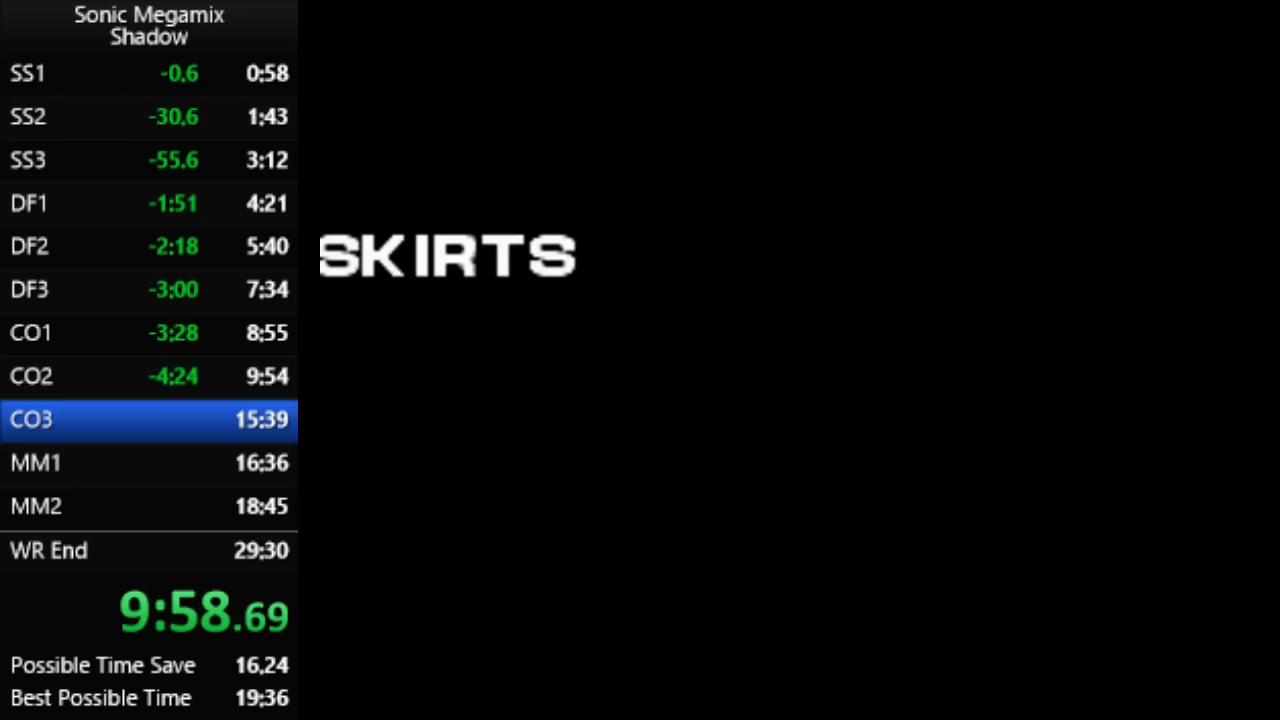 Sonic Megamix
Shadow
SS1 -0.6 0:58
SS2 -30.6 1:43
SS3 -55.6 3:12
DF1 -1:51 4:21
DF2 -2:18 5:40
DF3 -3:00 7:34
CO1 -3:28 8:55
CO2 -4:24 9:54
CO3 15:39
MM1 16:36
MM2 18:45
WR End 29:30
9:58.69
Possible Time Save 16.24
Best Possible Time 19:36
SKIRTS